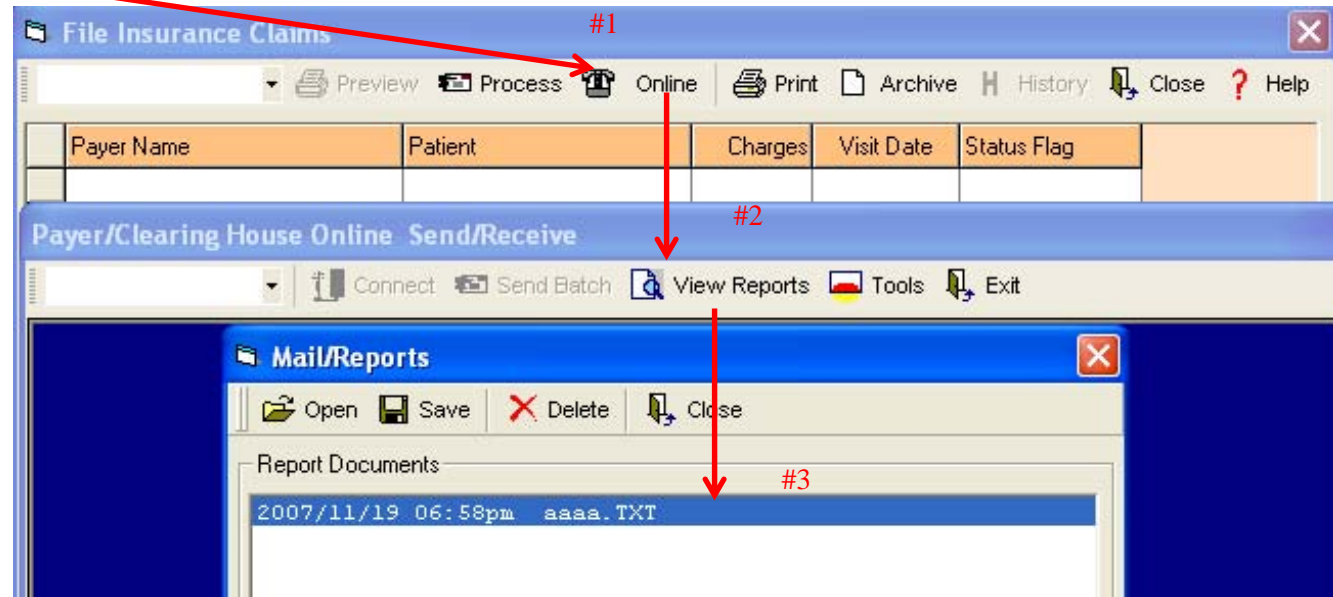 File Insurance Claims #1
Preview Process Online Print Archive H History Close ? Help
Payer Name Patient Charges Visit Date Status Flag
#2
Payer/Clearing House Online Send/Receive
Connect Send Batch View Reports Tools Exit
Mail/Reports
Open Save Delete Close
Report Documents
#3
2007/11/19 06:58pm aaaa.TXT